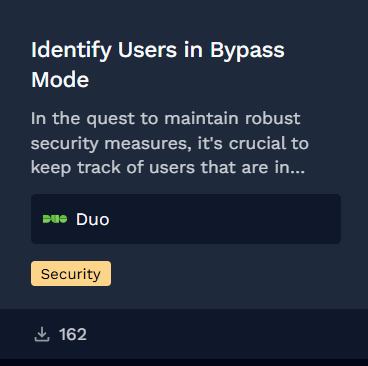 Identify Users in Bypass
Mode
In the quest to maintain robust
security measures, it's crucial to
keep track of users that are in...
DUO Duo
Security
162